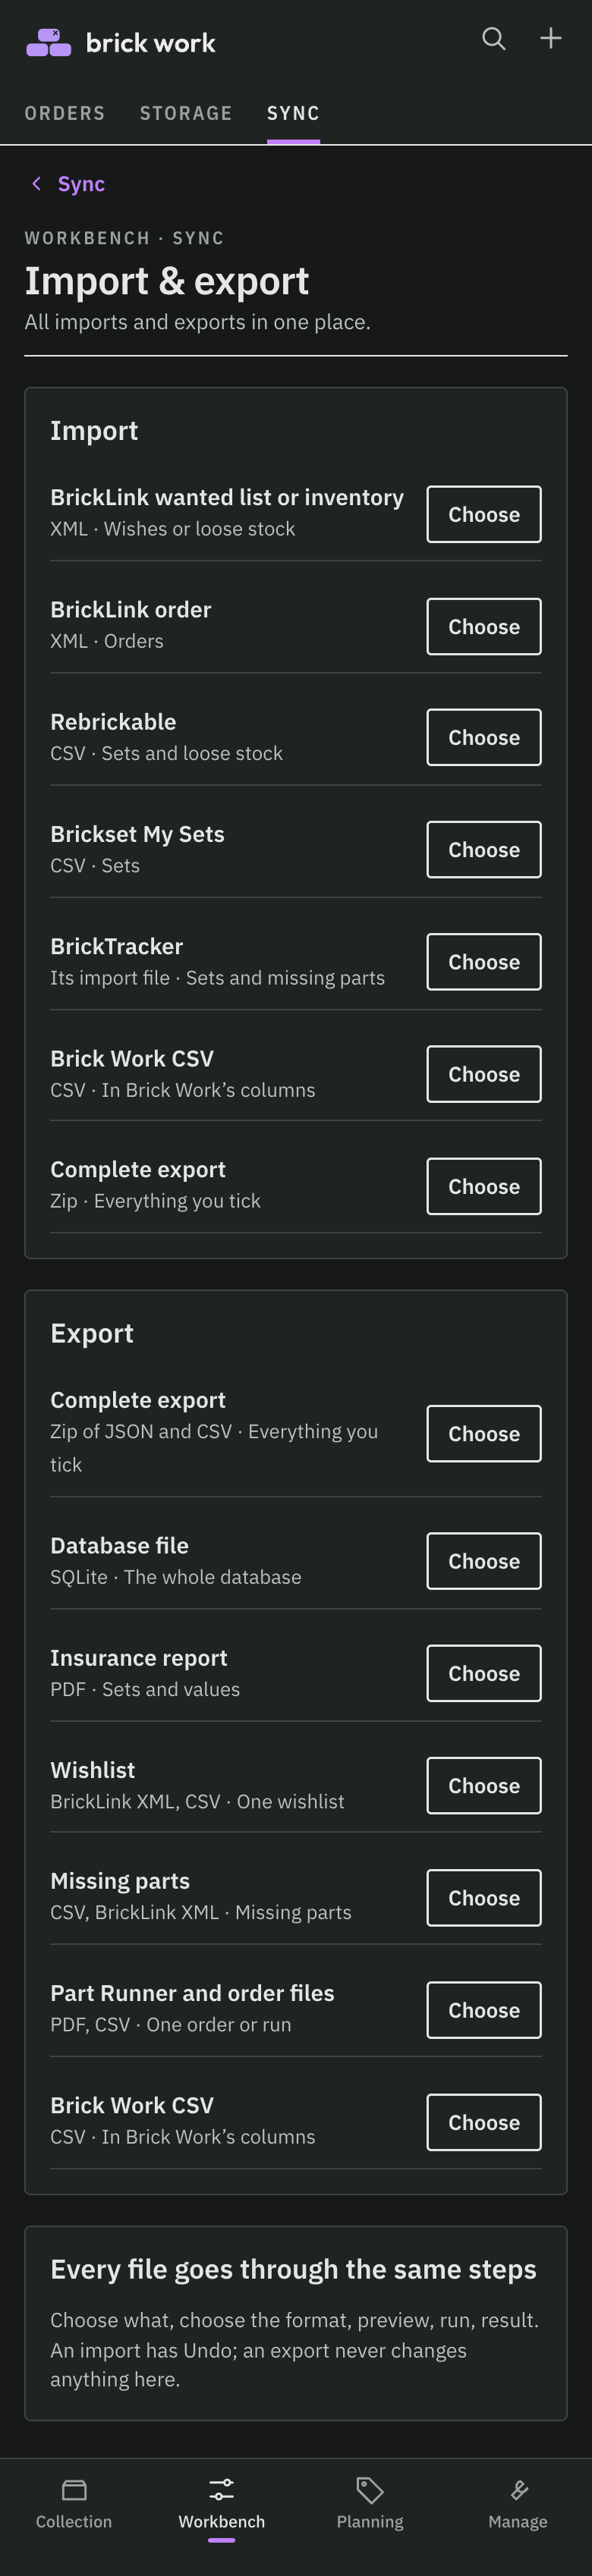 brick work
ORDERS STORAGE SYNC
Sync
WORKBENCH · SYNC
Import & export
All imports and exports in one place.
Import
BrickLink wanted list or inventory
XML · Wishes or loose stock
Choose
BrickLink order
XML · Orders
Choose
Rebrickable
CSV · Sets and loose stock
Choose
Brickset My Sets
CSV · Sets
Choose
BrickTracker
Its import file · Sets and missing parts
Choose
Brick Work CSV
CSV · In Brick Work’s columns
Choose
Complete export
Zip · Everything you tick
Choose
Export
Complete export
Zip of JSON and CSV · Everything you
tick
Choose
Database file
SQLite · The whole database
Choose
Insurance report
PDF · Sets and values
Choose
Wishlist
BrickLink XML, CSV · One wishlist
Choose
Missing parts
CSV, BrickLink XML · Missing parts
Choose
Part Runner and order files
PDF, CSV · One order or run
Choose
Brick Work CSV
CSV · In Brick Work’s columns
Choose
Every file goes through the same steps
Choose what, choose the format, preview, run, result.
An import has Undo; an export never changes
anything here.
Collection Workbench Planning Manage